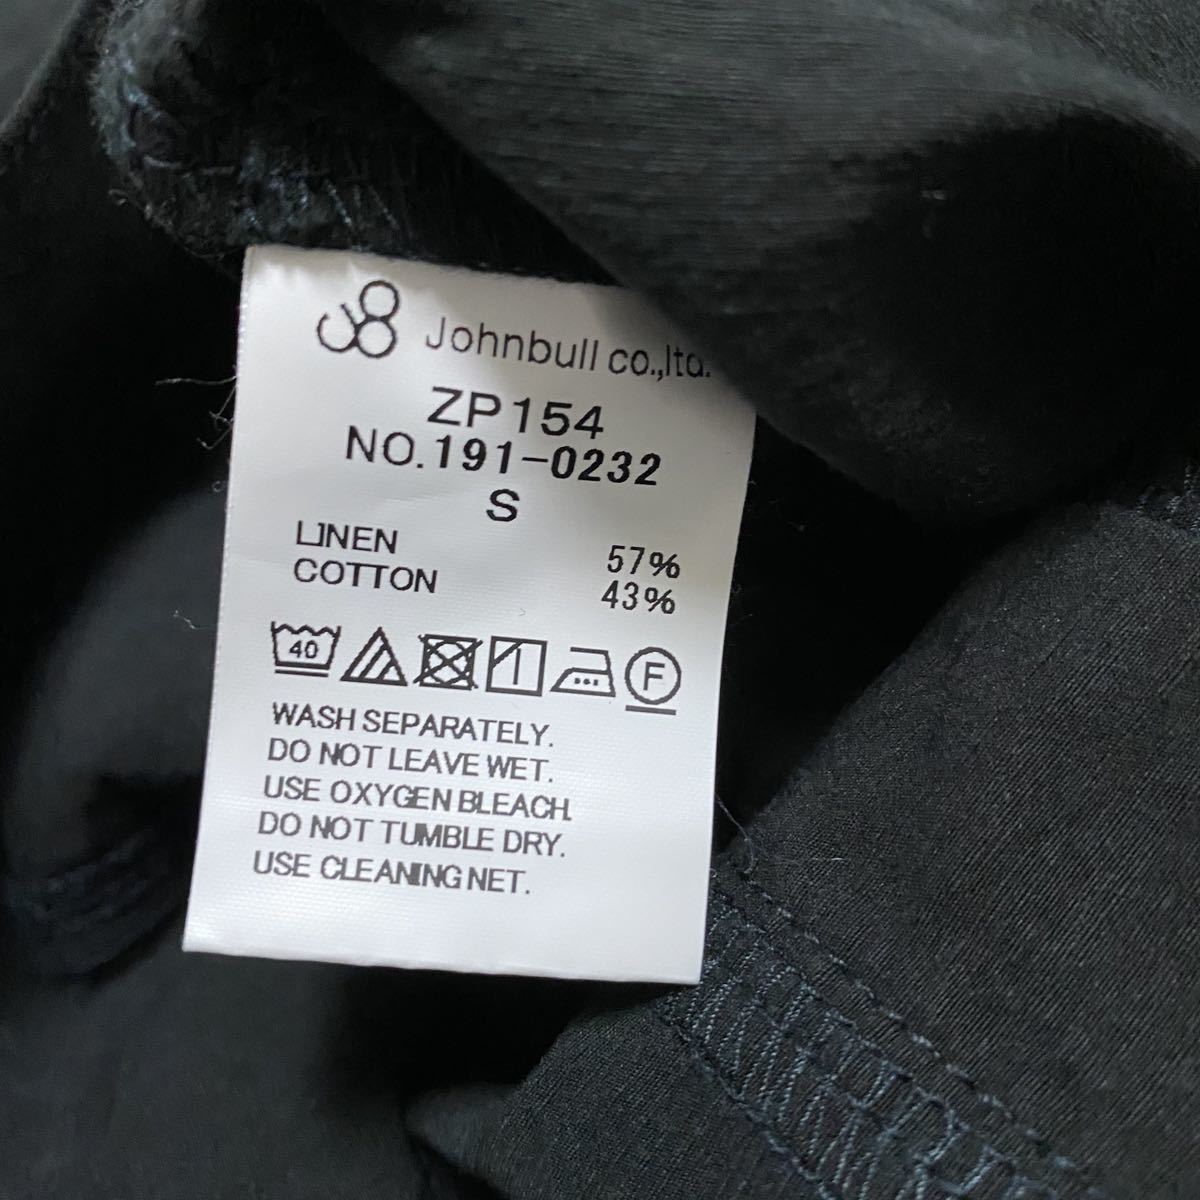 Johnbull co.,ltd.
ZP154
NO.191-0232
S
LINEN 57%
COTTON 43%
40 F
WASH SEPARATELY.
DO NOT LEAVE WET.
USE OXYGEN BLEACH.
DO NOT TUMBLE DRY.
USE CLEANING NET.